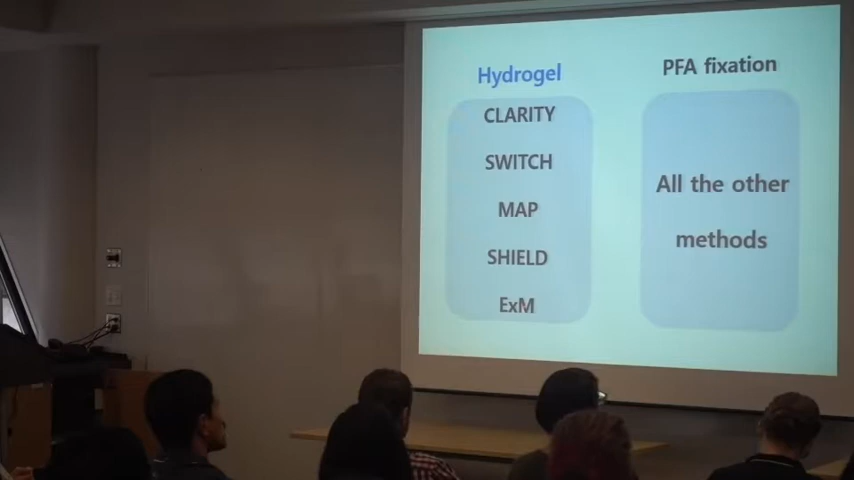 Hydrogel
CLARITY
SWITCH
MAP
SHIELD
ExM
PFA fixation
All the other
methods